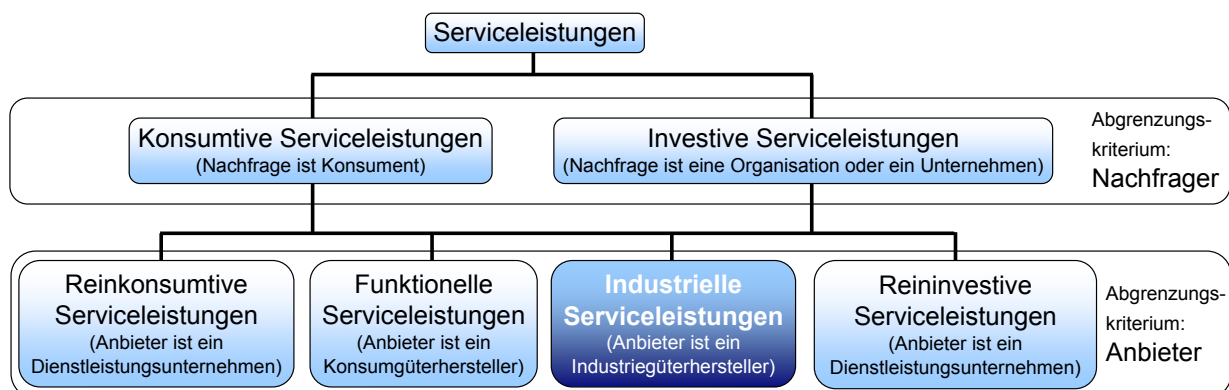 Serviceleistungen
Konsumtive Serviceleistungen
(Nachfrage ist Konsument)
Investive Serviceleistungen
(Nachfrage ist eine Organisation oder ein Unternehmen)
Abgrenzungs-
kriterium:
Nachfrager
Reinkonsumtive
Serviceleistungen
(Anbieter ist ein
Dienstleistungsunternehmen)
Funktionelle
Serviceleistungen
(Anbieter ist ein
Konsumgüterhersteller)
Industrielle
Serviceleistungen
(Anbieter ist ein
Industriegüterhersteller)
Reininvestive
Serviceleistungen
(Anbieter ist ein
Dienstleistungsunternehmen)
Abgrenzungs-
kriterium:
Anbieter